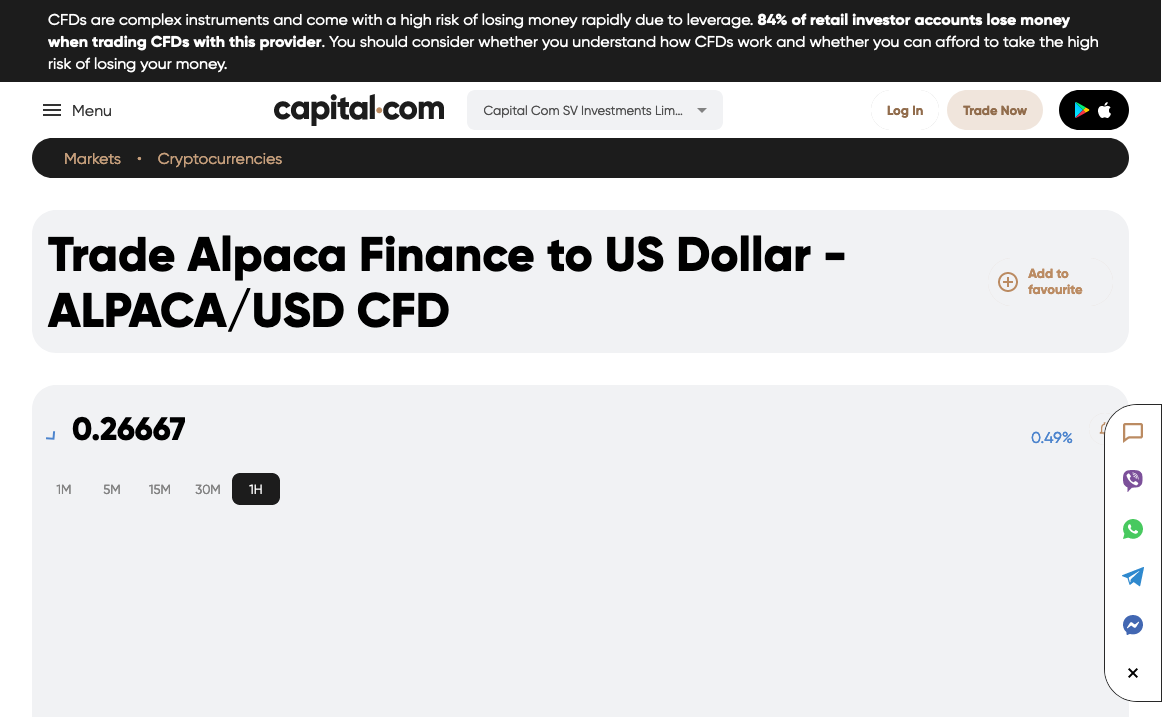 CFDs are complex instruments and come with a high risk of losing money rapidly due to leverage. 84% of retail investor accounts lose money
when trading CFDs with this provider. You should consider whether you understand how CFDs work and whether you can afford to take the high
risk of losing your money.
Menu
capital.com
Capital Com SV Investments Lim...
Log In
Trade Now
Markets • Cryptocurrencies
Trade Alpaca Finance to US Dollar -
ALPACA/USD CFD
Add to
favourite
0.26667
0.49%
1M 5M 15M 30M 1H